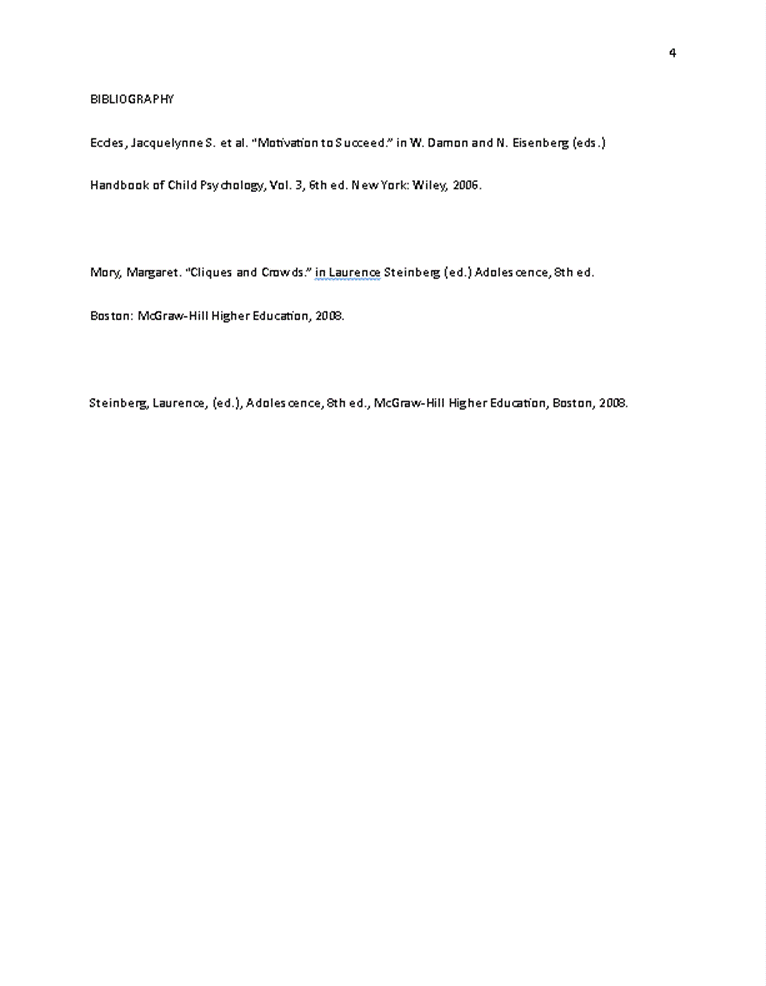 4
BIBLIOGRAPHY
Eccles, Jacquelynne S. et al. “Motivation to Succeed.” in W. Damon and N. Eisenberg (eds.)
Handbook of Child Psychology, Vol. 3, 6th ed. New York: Wiley, 2006.
Mory, Margaret. “Cliques and Crowds.” in Laurence Steinberg (ed.) Adolescence, 8th ed.
Boston: McGraw-Hill Higher Education, 2008.
Steinberg, Laurence, (ed.), Adolescence, 8th ed., McGraw-Hill Higher Education, Boston, 2008.